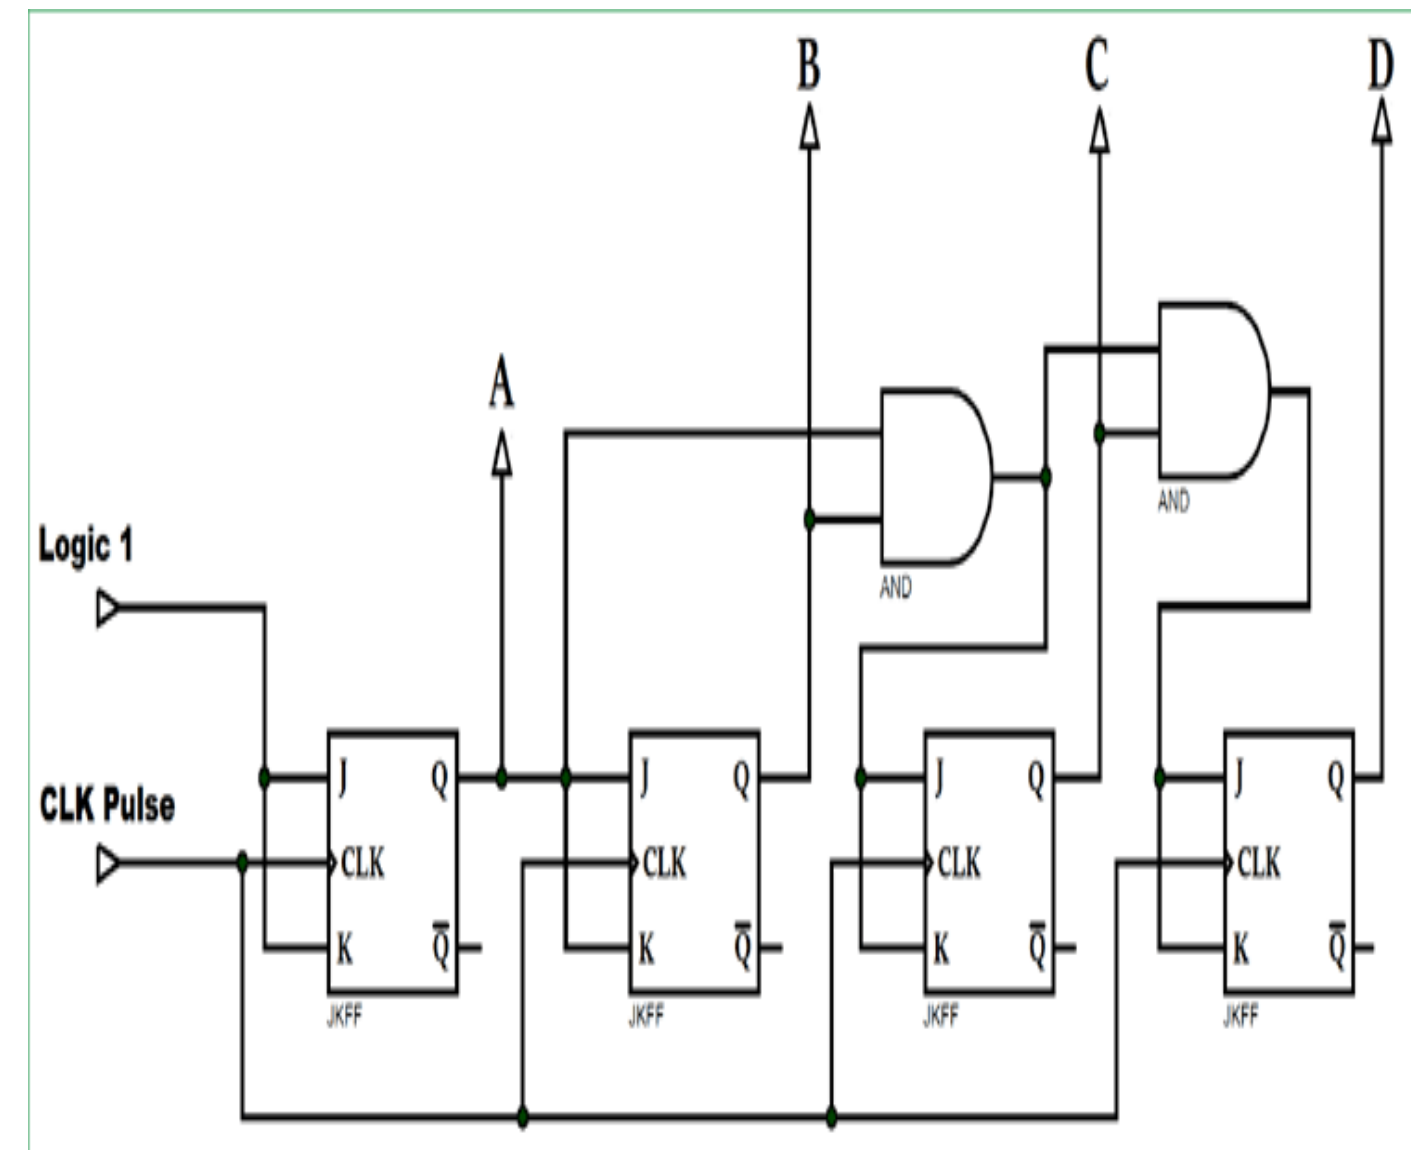 B C D
A
AND
Logic 1
AND
J Q J Q J Q J Q
CLK Pulse
CLK CLK CLK CLK
K Q̅ K Q̅ K Q̅ K Q̅
JKFF JKFF JKFF JKFF